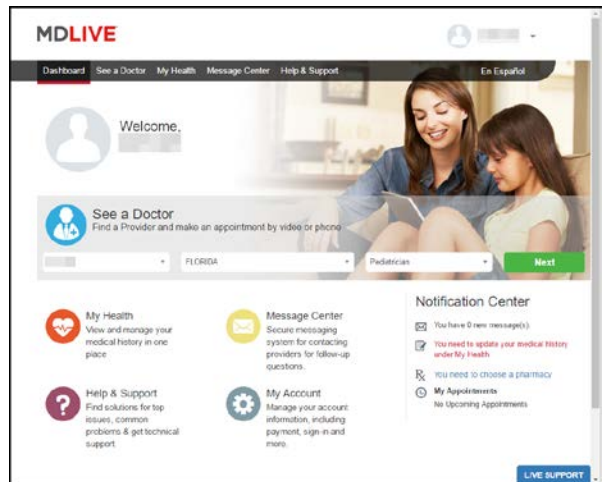 MDLIVE
Dashboard See a Doctor My Health Message Center Help & Support En Español
Welcome,
See a Doctor
Find a Provider and make an appointment by video or phone
FLORIDA Pediatrician Next
My Health
View and manage your
medical history in one
place
Message Center
Secure messaging
system for contacting
providers for follow-up
questions.
Help & Support
Find solutions for top
issues, common
problems & get technical
support.
My Account
Manage your account
information, including
payment, sign-in and
more.
Notification Center
You have 0 new message(s).
You need to update your medical history
under My Health
You need to choose a pharmacy
My Appointments
No Upcoming Appointments
LIVE SUPPORT